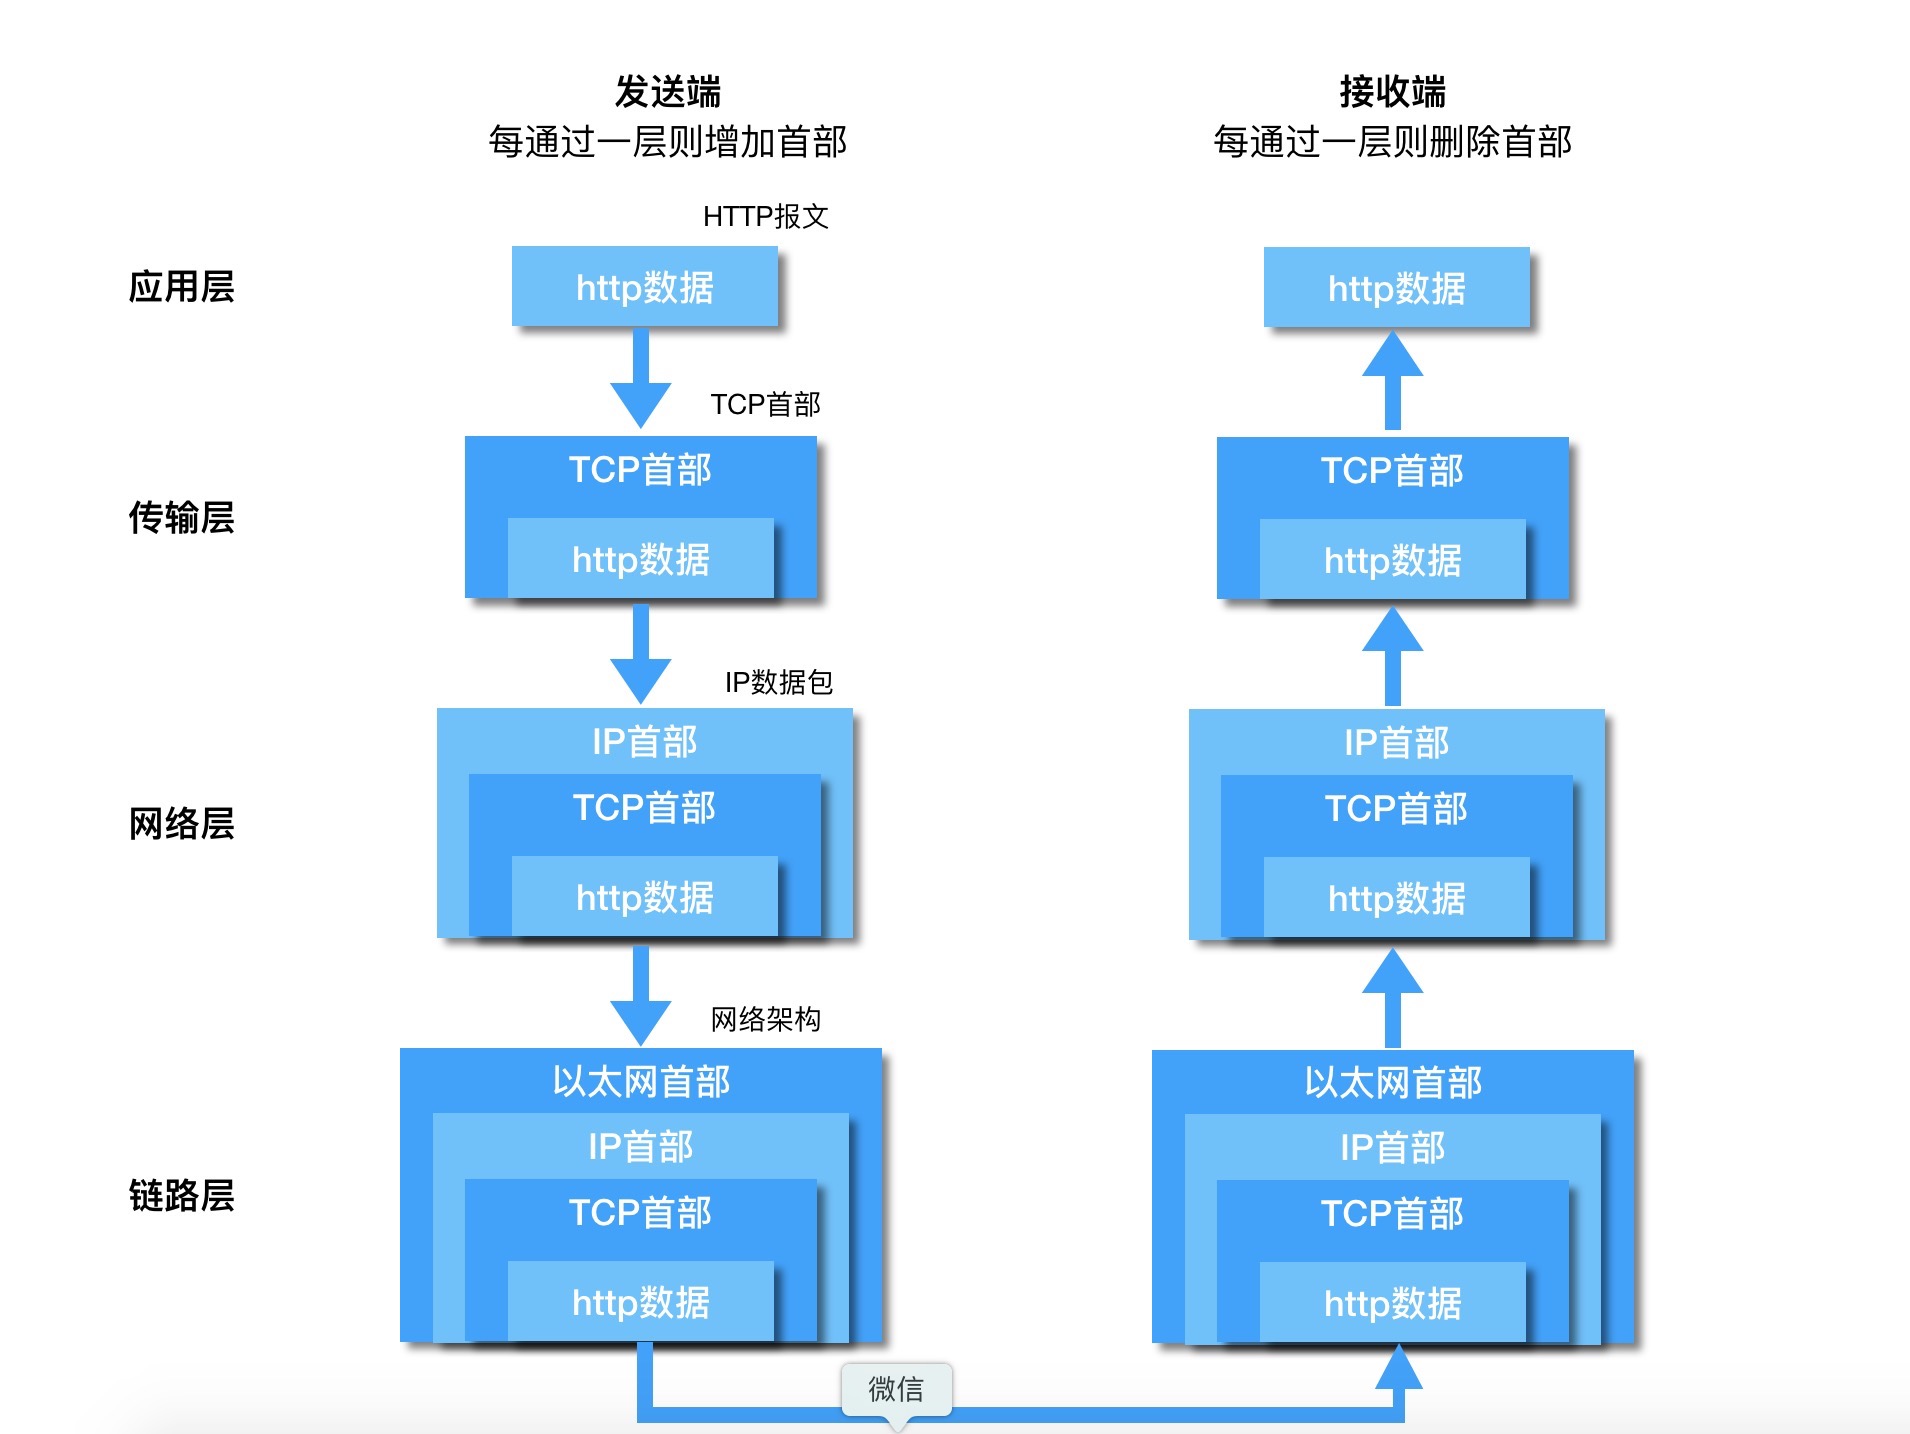 发送端
每通过一层则增加首部
接收端
每通过一层则删除首部
HTTP报文
应用层
http数据
http数据
TCP首部
传输层
TCP首部
http数据
TCP首部
http数据
IP数据包
网络层
IP首部
TCP首部
http数据
IP首部
TCP首部
http数据
网络架构
链路层
以太网首部
IP首部
TCP首部
http数据
以太网首部
IP首部
TCP首部
http数据
微信